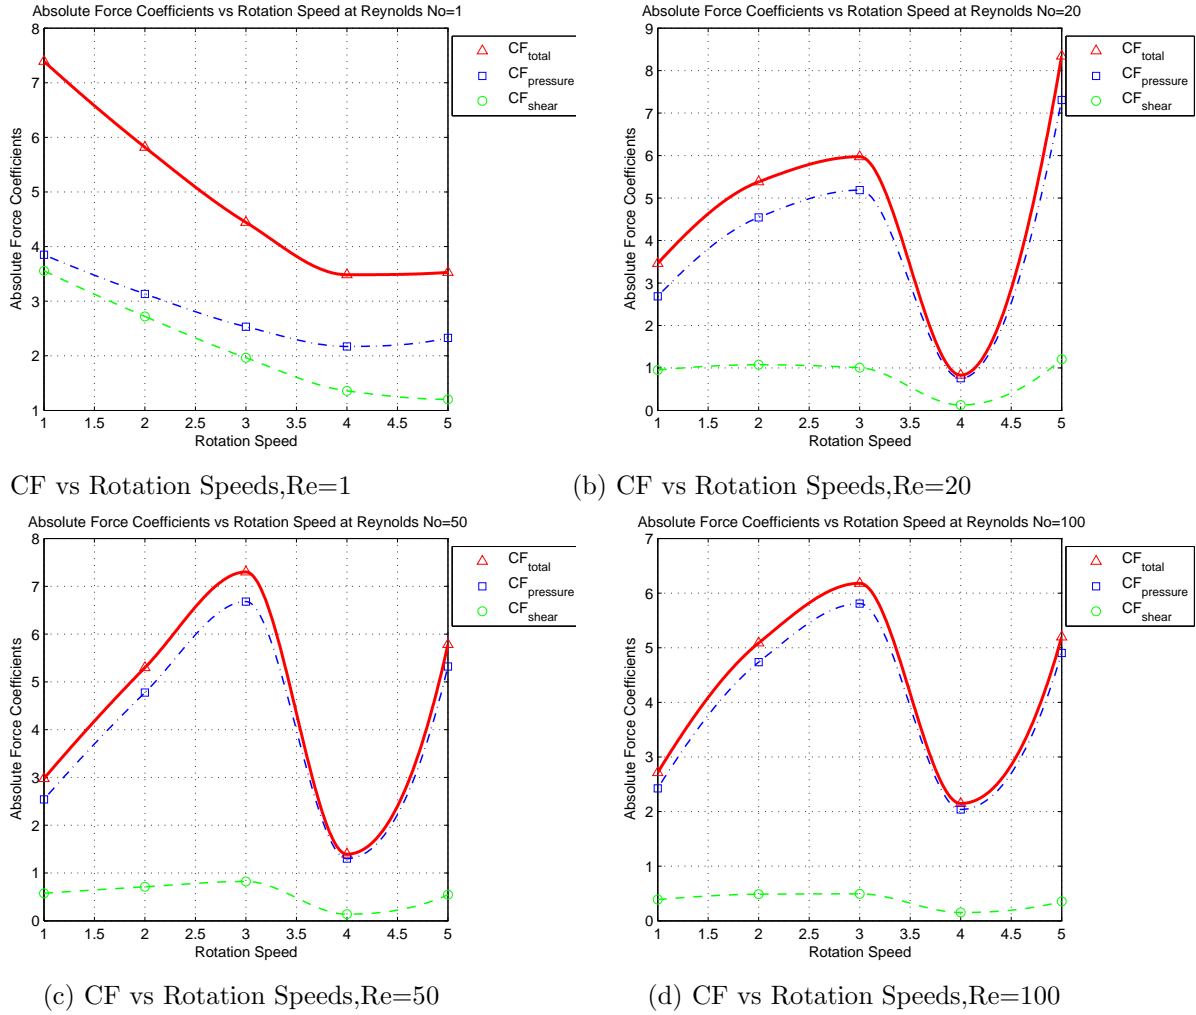 Absolute Force Coefficients vs Rotation Speed at Reynolds No=1
8
7
6
5
4
3
2
1
Absolute Force Coefficients
1 1.5 2 2.5 3 3.5 4 4.5 5
Rotation Speed
CF_total
CF_pressure
CF_shear
CF vs Rotation Speeds,Re=1
Absolute Force Coefficients vs Rotation Speed at Reynolds No=20
9
8
7
6
5
4
3
2
1
0
Absolute Force Coefficients
1 1.5 2 2.5 3 3.5 4 4.5 5
Rotation Speed
CF_total
CF_pressure
CF_shear
(b) CF vs Rotation Speeds,Re=20
Absolute Force Coefficients vs Rotation Speed at Reynolds No=50
8
7
6
5
4
3
2
1
0
Absolute Force Coefficients
1 1.5 2 2.5 3 3.5 4 4.5 5
Rotation Speed
CF_total
CF_pressure
CF_shear
(c) CF vs Rotation Speeds,Re=50
Absolute Force Coefficients vs Rotation Speed at Reynolds No=100
7
6
5
4
3
2
1
0
Absolute Force Coefficients
1 1.5 2 2.5 3 3.5 4 4.5 5
Rotation Speed
CF_total
CF_pressure
CF_shear
(d) CF vs Rotation Speeds,Re=100